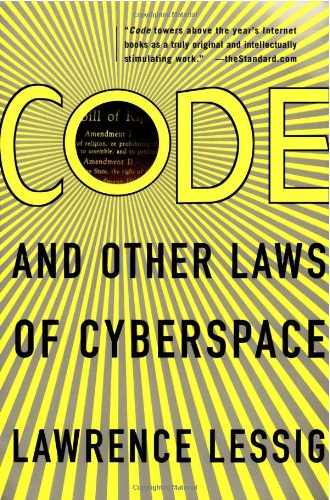 "Code towers above the year's Internet
books as a truly original and intellectually
stimulating work." —theStandard.com
CODE
Bill of Ri
Amendment I
of religion, or prohibiting
to assemble, and to petitio
Amendment II
State, the right of
AND OTHER LAWS
OF CYBERSPACE
LAWRENCE LESSIG